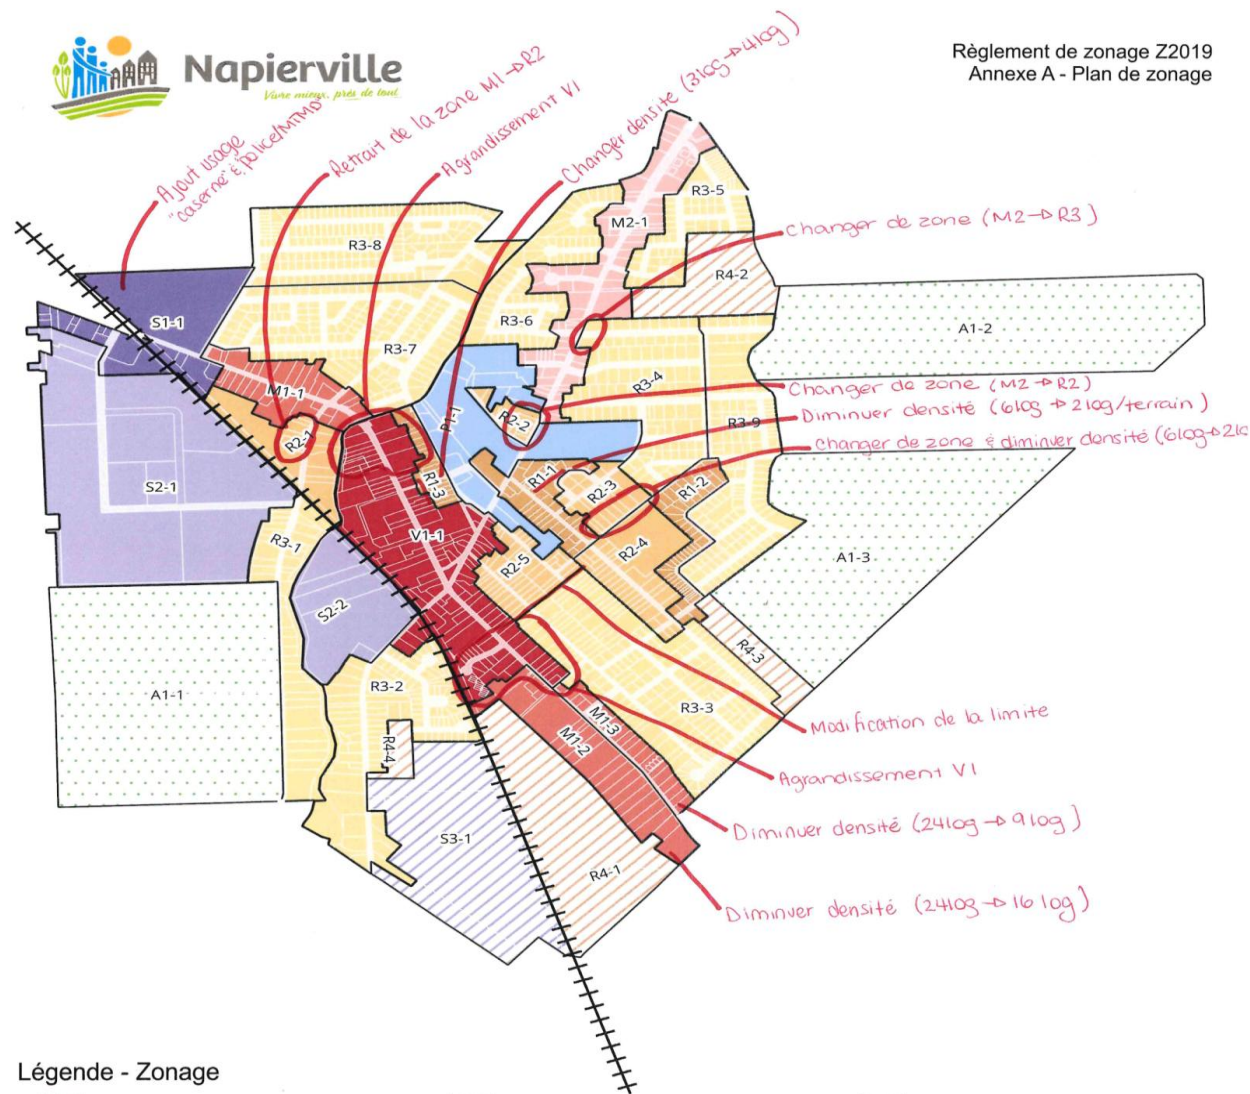 Napierville
Vivre mieux, près de tout
Règlement de zonage Z2019
Annexe A - Plan de zonage
Ajout usage
"caserne" & "police/MTMD"
Retrait de la zone M1→R2
Agrandissement V1
Changer densité (3log→4log)
Changer de zone (M2→R3)
Changer de zone (M2→R2)
Diminuer densité (6log→2log/terrain)
Changer de zone & diminuer densité (6log→2lo
Modification de la limite
Agrandissement V1
Diminuer densité (24log→9log)
Diminuer densité (24log→16log)
R3-5
M2-1
R3-8
R4-2
S1-1
R3-6
A1-2
R3-7
R3-4
M1-1
P1-1
R2-2
R3-9
R2-1
R1-3
R1-1
R2-3
R1-2
S2-1
V1-1
R3-1
R2-4
R2-5
A1-3
S2-2
R4-3
R3-2
A1-1
R3-3
M1-3
M1-2
R4-4
S3-1
R4-1
Légende - Zonage